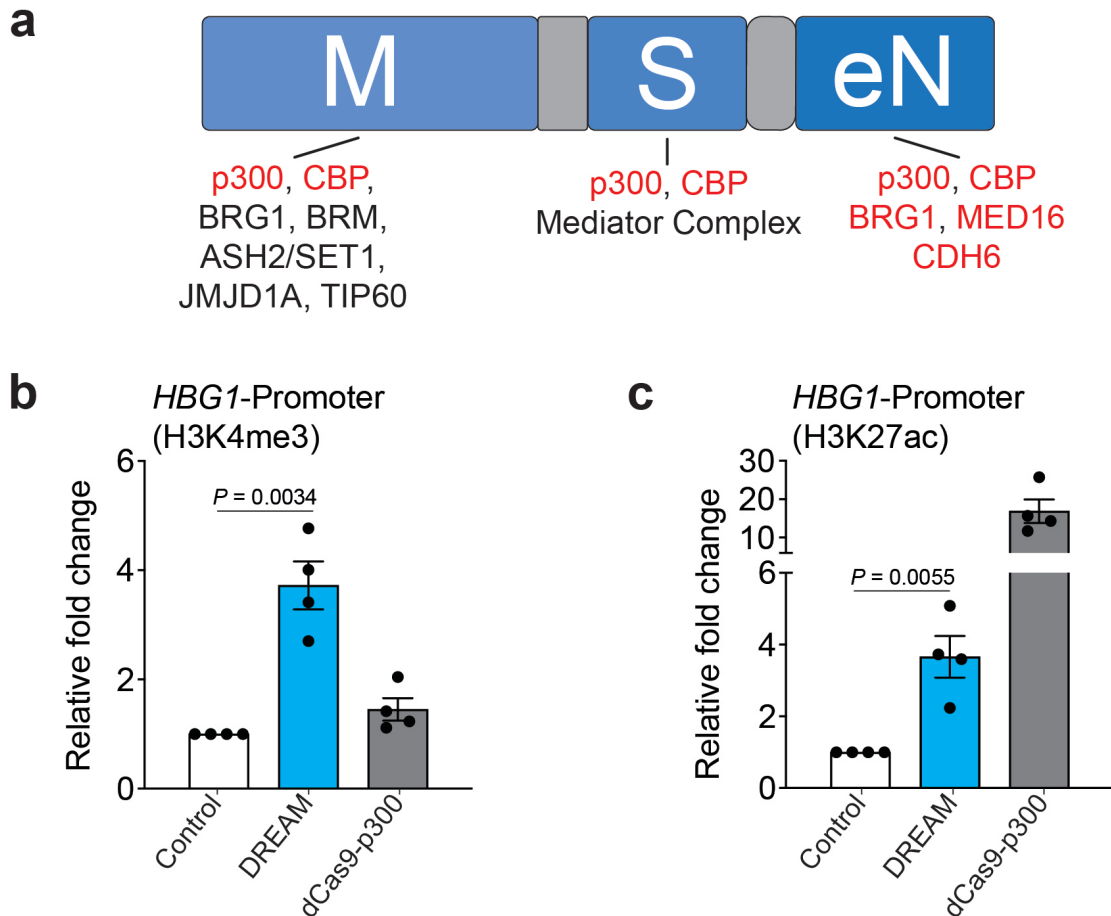 a
M S eN
p300, CBP,
BRG1, BRM,
ASH2/SET1,
JMJD1A, TIP60
p300, CBP
Mediator Complex
p300, CBP
BRG1, MED16
CDH6
b
HBG1-Promoter
(H3K4me3)
Relative fold change
6
4
2
0
P = 0.0034
Control
DREAM
dCas9-p300
c
HBG1-Promoter
(H3K27ac)
Relative fold change
30
20
10
6
4
2
0
P = 0.0055
Control
DREAM
dCas9-p300